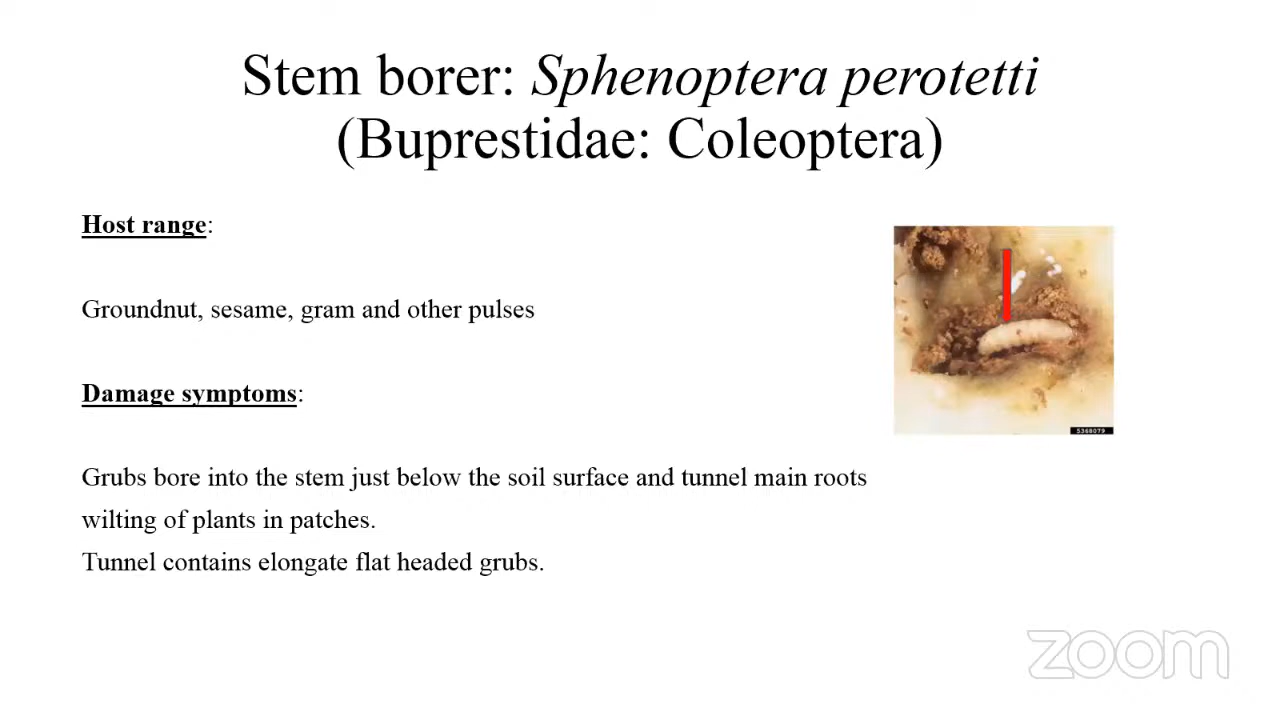 Stem borer: Sphenoptera perotetti
(Buprestidae: Coleoptera)
Host range:
Groundnut, sesame, gram and other pulses
Damage symptoms:
Grubs bore into the stem just below the soil surface and tunnel main roots
wilting of plants in patches.
Tunnel contains elongate flat headed grubs.
5368079
zoom